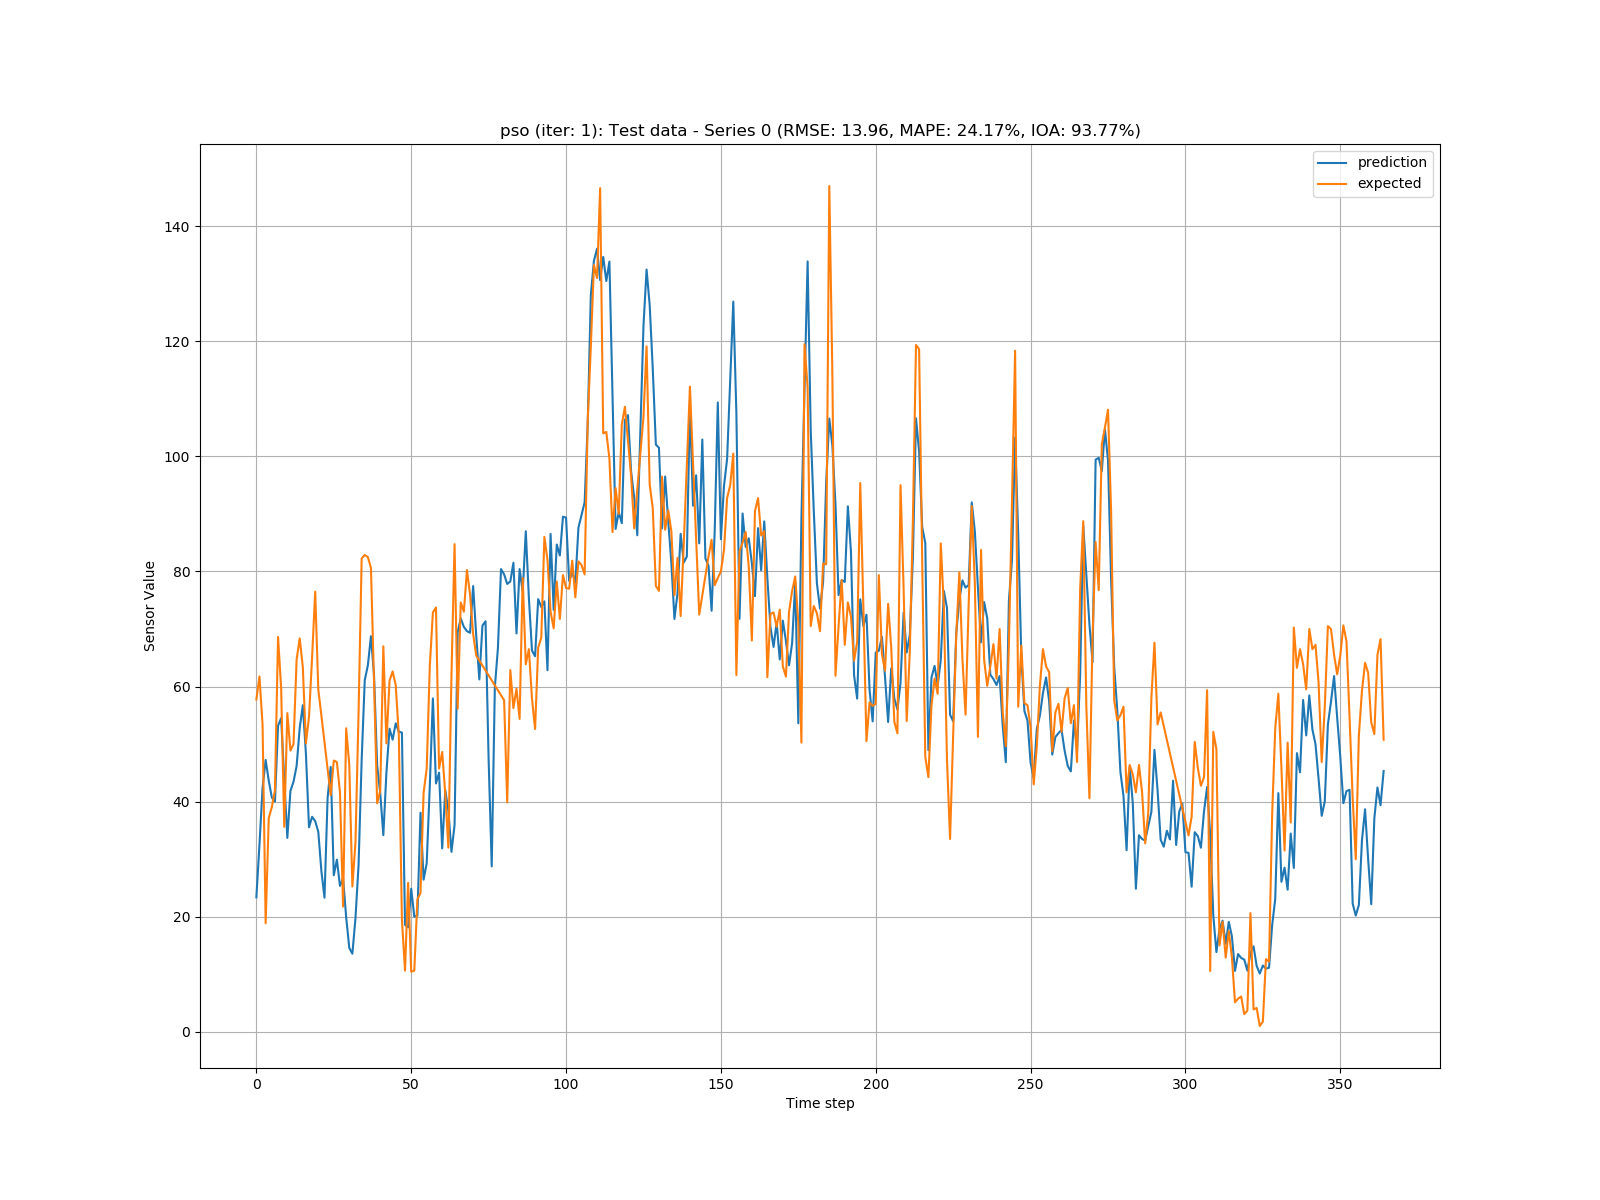 pso (iter: 1): Test data - Series 0 (RMSE: 13.96, MAPE: 24.17%, IOA: 93.77%)
prediction
expected
140
120
100
80
60
40
20
0
Sensor Value
0 50 100 150 200 250 300 350
Time step